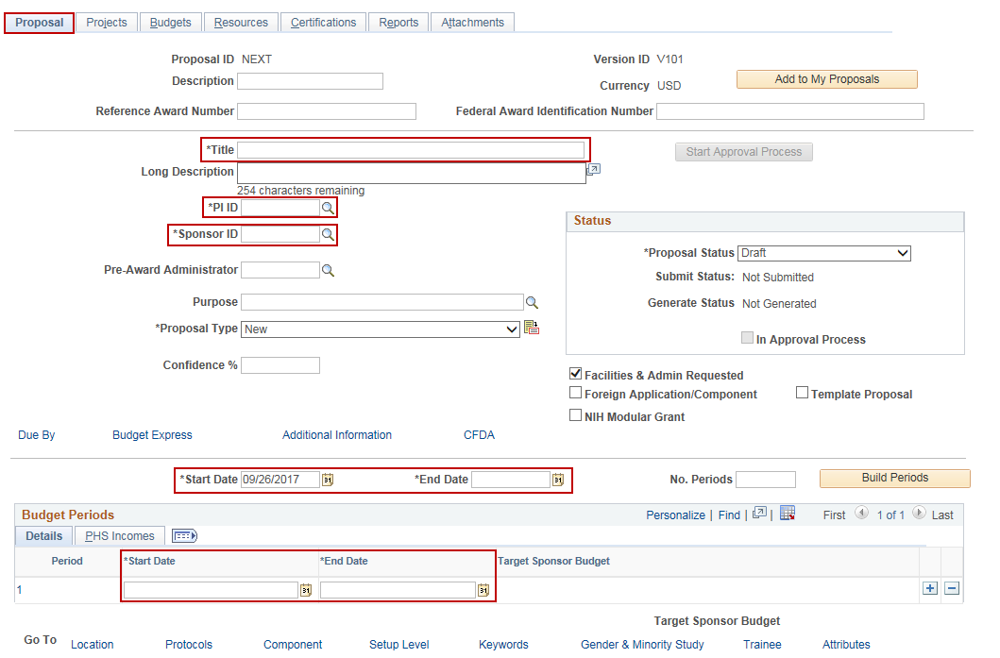 Proposal Projects Budgets Resources Certifications Reports Attachments
Proposal ID NEXT Version ID V101
Description Currency USD Add to My Proposals
Reference Award Number Federal Award Identification Number
*Title Start Approval Process
Long Description
254 characters remaining
*PI ID
Status
*Sponsor ID
*Proposal Status Draft
Pre-Award Administrator Submit Status: Not Submitted
Purpose Generate Status Not Generated
*Proposal Type New
In Approval Process
Confidence %
Facilities & Admin Requested
Foreign Application/Component Template Proposal
NIH Modular Grant
Due By Budget Express Additional Information CFDA
*Start Date 09/26/2017 31 *End Date 31 No. Periods Build Periods
Budget Periods Personalize | Find | | First 1 of 1 Last
Details PHS Incomes
Period *Start Date *End Date Target Sponsor Budget
1 31 31
Target Sponsor Budget
Go To Location Protocols Component Setup Level Keywords Gender & Minority Study Trainee Attributes